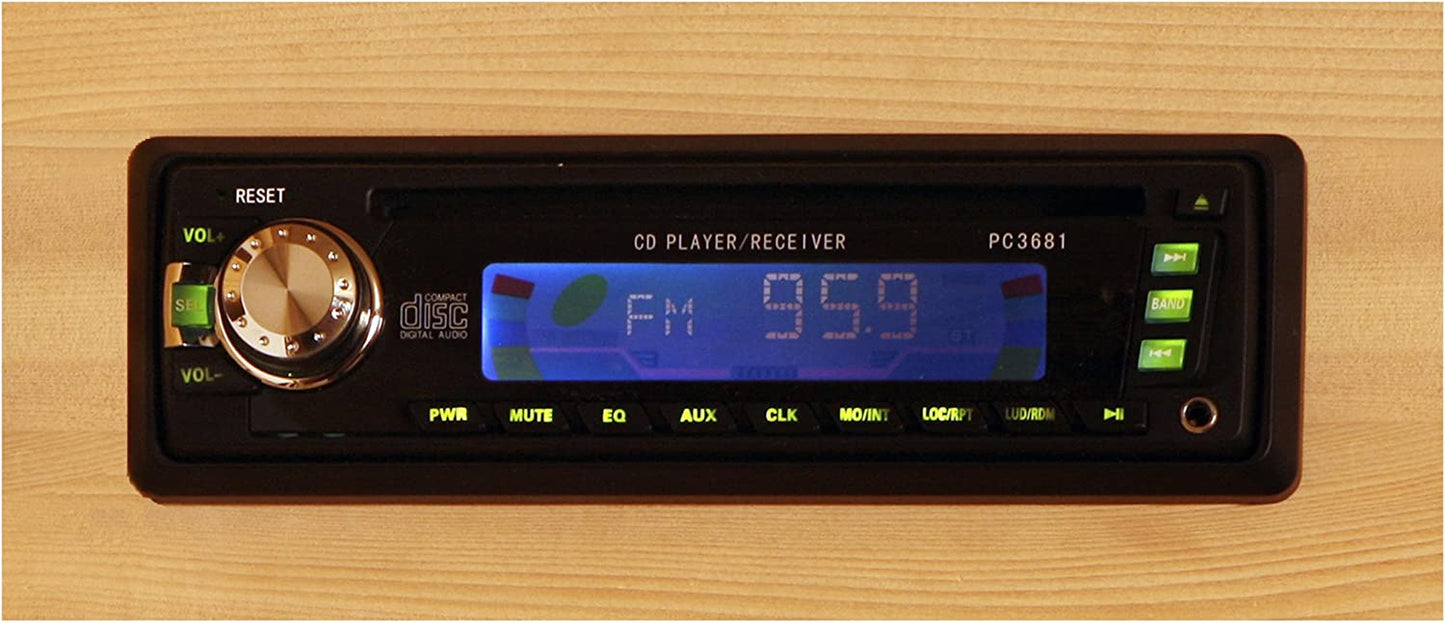 RESET
VOL+
SEL
VOL-
COMPACT
disc
DIGITAL AUDIO
CD PLAYER/RECEIVER
PC3681
FM 95.9
ST
BAND
PWR MUTE EQ AUX CLK MO/INT LOC/RPT LUD/RDM